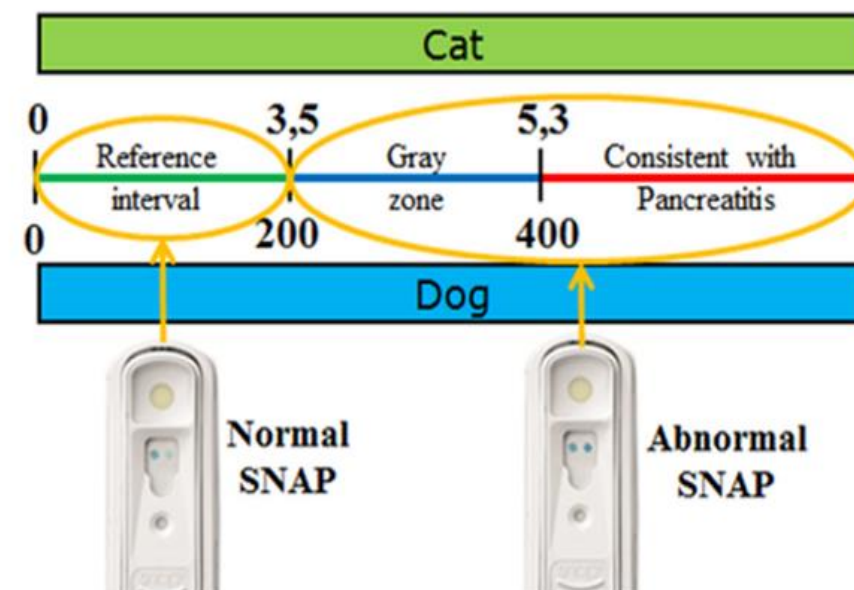 Cat
0 3,5 5,3
Reference Gray Consistent with
interval zone Pancreatitis
0 200 400
Dog
Normal Abnormal
SNAP SNAP